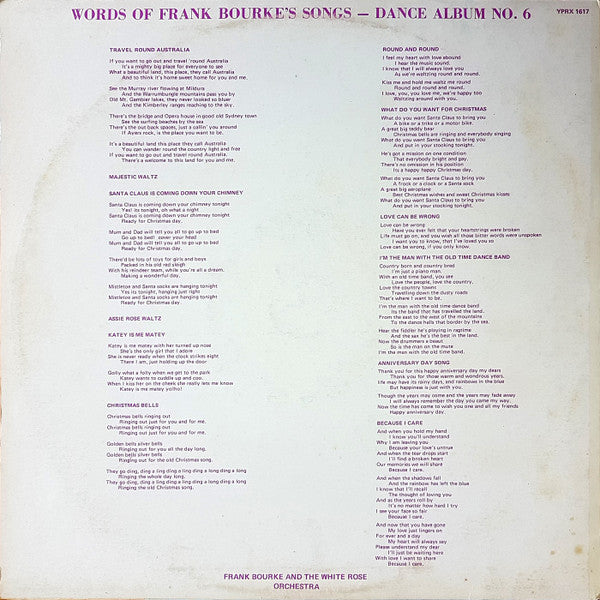 WORDS OF FRANK BOURKE'S SONGS — DANCE ALBUM NO. 6
YPRX 1617
TRAVEL ROUND AUSTRALIA
If you want to go out and travel 'round Australia
It's a mighty big place for everyone to see
What a beautiful land, this place, they call Australia
And to think it's home sweet home for you and me.
See the Murray river flowing at Mildura
And the Warrumbungle mountains pass you by
Old Mt. Gambier lakes, they never looked so bluer
And the Kimberley ranges reaching to the sky.
There's the bridge and Opera house in good old Sydney town
See the surfing beaches by the sea
There's the out back spaces, just a callin' you around
If Ayers rock, is the place you want to be.
It's a beautiful land this place they call Australia
You can wander round the country light and free
If you want to go out and travel round Australia.
There's a welcome to this land for you and me.
MAJESTIC WALTZ
SANTA CLAUS IS COMING DOWN YOUR CHIMNEY
Santa Claus is coming down your chimney tonight
Yes! its tonight, oh what a night
Santa Claus is coming down your chimney tonight
Ready for Christmas day.
Mum and Dad will tell you all to go up to bed
Go up to bed! cover your head
Mum and Dad will tell you all to go up to bed
Ready for Christmas day.
There'd be lots of toys for girls and boys
Packed in his old red sleigh
With his reindeer team, while you're all a dream,
Making a wonderful day.
Mistletoe and Santa socks are hanging tonight
Yes its tonight, hanging just right
Mistletoe and Santa socks are hanging tonight
Ready for Christmas day
ASSIE ROSE WALTZ
KATEY IS MATEY
Katey is me matey with her turned up nose
She's the only girl that I adore
She is never ready when the clock strikes eight
There I am, just holding up the door
Golly what a folly when we got to the park
Katey wants to cuddle up and coo.
When I kiss her on the cheek she really lets me know
Katey is me matey yoilho!
CHRISTMAS BELLS
Christmas bells ringing out
Ringing out just for you and for me.
Christmas bells ringing out
Ringing out just for you and for me.
Golden bells silver bells
Ringing out for you all the day long.
Golden bells silver bells
Ringing out for the old Christmas song.
They go ding, ding a ling ding a ling ding a long ding a long
Ringing the whole day long.
They go ding, ding a ling ding a ling ding a long ding a long
Ringing the old Christmas song.
ROUND AND ROUND
I feel my heart with love abound
I hear the music sound.
I know that I will always love you
As we're waltzing round and round.
Kiss me and hold me waltz me round
Round and round and round.
I love, you, you love me, we're happy too
Waltzing around with you.
WHAT DO YOU WANT FOR CHRISTMAS
What do you want Santa Claus to bring you
A bike or a trike or a motor bike.
A great big teddy bear
Christmas bells are ringing and everybody singing
What do you want Santa Claus to bring you
And put in your stocking tonight.
He's got a mission on one condition
That everybody bright and gay.
There's no omission in his position
Its a happy happy Christmas day.
What do you want Santa Claus to bring you
A frock or a clock or a Santa sock
A great big aeroplane
Best Christmas wishes and sweet Christmas kisses
What do you want Santa Claus to bring you
And put in your stocking tonight.
LOVE CAN BE WRONG
Love can be wrong
Have you ever felt that your heartstrings were broken
Life must go on, and you wish all those bitter words were unspoken
I want you to know, that I've loved you so
Love can be wrong, if you only know.
I'M THE MAN WITH THE OLD TIME DANCE BAND
Country born and country lined
I'm just a piano man.
With an old time band, you see
Love the people, love the country.
Love the country towns
Travelling down the dusty roads
That's where I want to be.
I'm the man with the old time dance band
Its the band that has travelled the land.
From the east to the west of the mountains
To the dance halls that border by the sea.
Hear the fiddler he's playing in ragtime
And the sax he's the best in the land.
Now the drummers a beaut
So is the man on the mute
I'm the man with the old time band.
ANNIVERSARY DAY SONG
Thank you for this happy anniversary day my dears
Thank you for those warm and wondrous years.
Life may have its rainy days, and rainbows in the blue
But happiness is just with you.
Though the years may come and the years may fade away
I will always remember the day you came my way.
Now the time has come to wish you one and all my friends
Happy anniversary day.
BECAUSE I CARE
And when you hold my hand
I know you'll understand
Why I am leaving you
Because your love's untrue
And when the tear drops start
I'll find a broken heart
Our memories we will share
Because I care.
And when the shadows fall
And the rainbow has left the blue
I know that I'll recall
The thought of loving you
And as the years roll by
It's no matter how hard I try
I see your face so fair
Because I care.
And now that you have gone
My love just lingers on
For ever and a day
My heart will always say
Please understand my dear
I'll just be waiting here
With love I want to share
Because I care.
FRANK BOURKE AND THE WHITE ROSE
ORCHESTRA